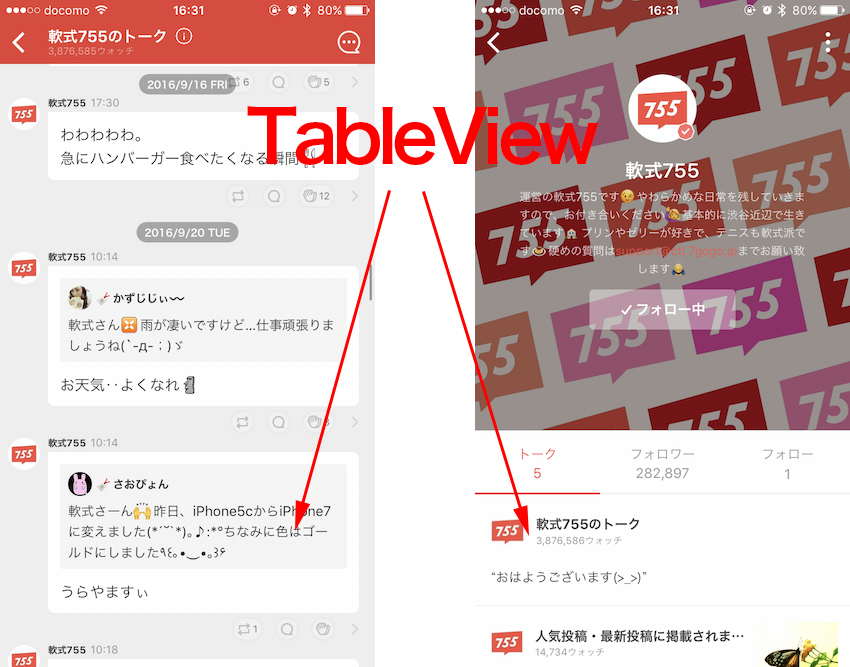 ●●●○○ docomo 16:31 80%
軟式755のトーク
3,876,585ウォッチ
2016/9/16 FRI
6 5
755
軟式755 17:30
わわわわわ。
急にハンバーガー食べたくなる瞬間
12
2016/9/20 TUE
755
軟式755 10:14
かずじじぃ〜〜
軟式さん 雨が凄いですけど…仕事頑張りま
しょうね(`-д-；)ゞ
お天気‥よくなれ
755
軟式755 10:14
さおぴょん
軟式さーん🙌昨日、iPhone5cからiPhone7
に変えました(*´˘`*)。♪:*°ちなみに色はゴー
ルドにしました٩꒰｡•‿•｡꒱۶
うらやますぃ
1
755
軟式755 10:18
TableView
●●●○○ docomo 16:31 80%
755
軟式755
運営の軟式755です😉やわらかめな日常を残していきま
すので、お付き合いください🙋基本的に渋谷近辺で生き
ています🏠 プリンやゼリーが好きで、テニスも軟式派で
す🍮硬めの質問はsupport@ctl.7gogo.jpまでお願い致
します🙇
✓フォロー中
トーク フォロワー フォロー
5 282,897 1
755
軟式755のトーク
3,876,586ウォッチ
“おはようございます(>_>)”
755
人気投稿・最新投稿に掲載されま…
14,734ウォッチ